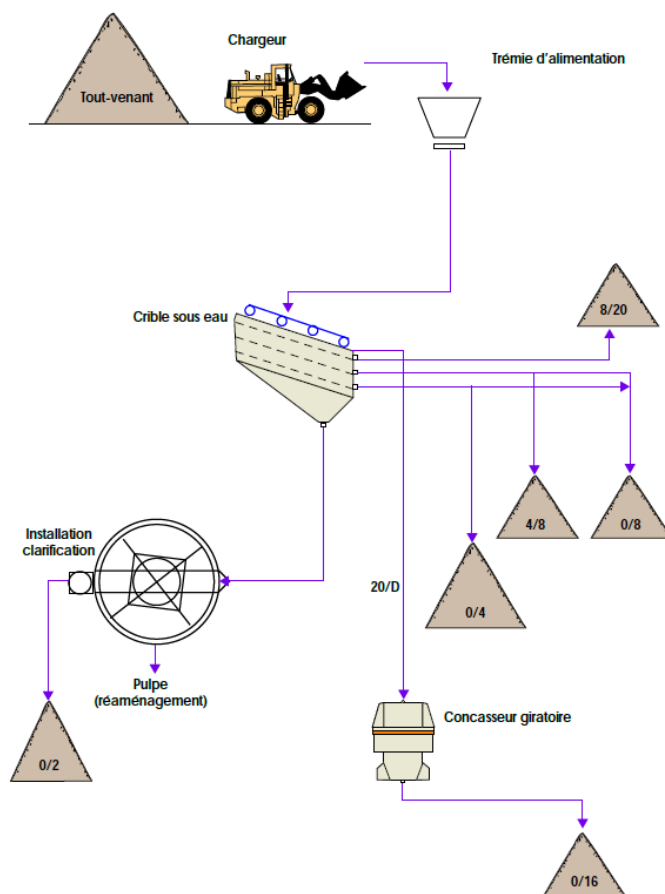 Chargeur
Trémie d'alimentation
Tout-venant
Crible sous eau
8/20
4/8
0/8
Installation
clarification
20/D
0/4
Pulpe
(réaménagement)
Concasseur giratoire
0/2
0/16